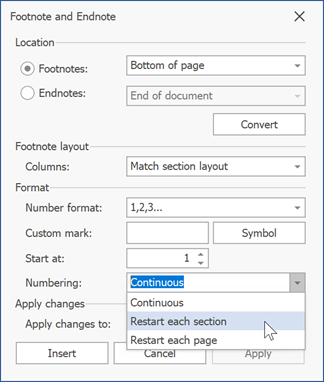 Footnote and Endnote
Location
Footnotes: Bottom of page
Endnotes: End of document
Convert
Footnote layout
Columns: Match section layout
Format
Number format: 1,2,3...
Custom mark: Symbol
Start at: 1
Numbering: Continuous
Continuous
Apply changes
Restart each section
Apply changes to:
Restart each page
Insert Cancel Apply